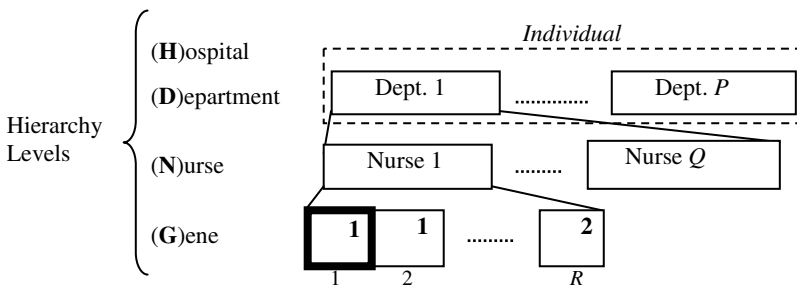 Individual
(H)ospital
(D)epartment
Dept. 1 .............. Dept. P
Hierarchy
Levels
(N)urse
Nurse 1 ......... Nurse Q
(G)ene
1 1 ......... 2
1 2 R